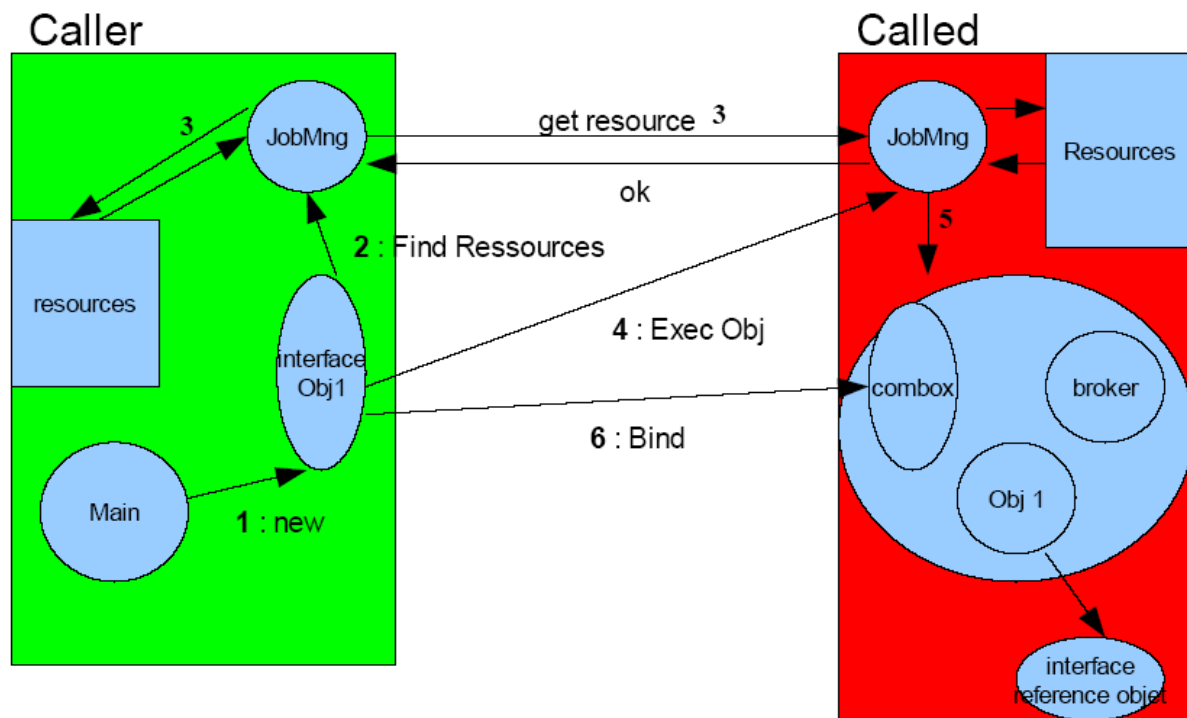 Caller
Called
3
JobMng
get resource 3
JobMng
Resources
ok
2 : Find Ressources
5
resources
interface
Obj1
4 : Exec Obj
combox
broker
6 : Bind
Main
1 : new
Obj 1
interface
reference objet